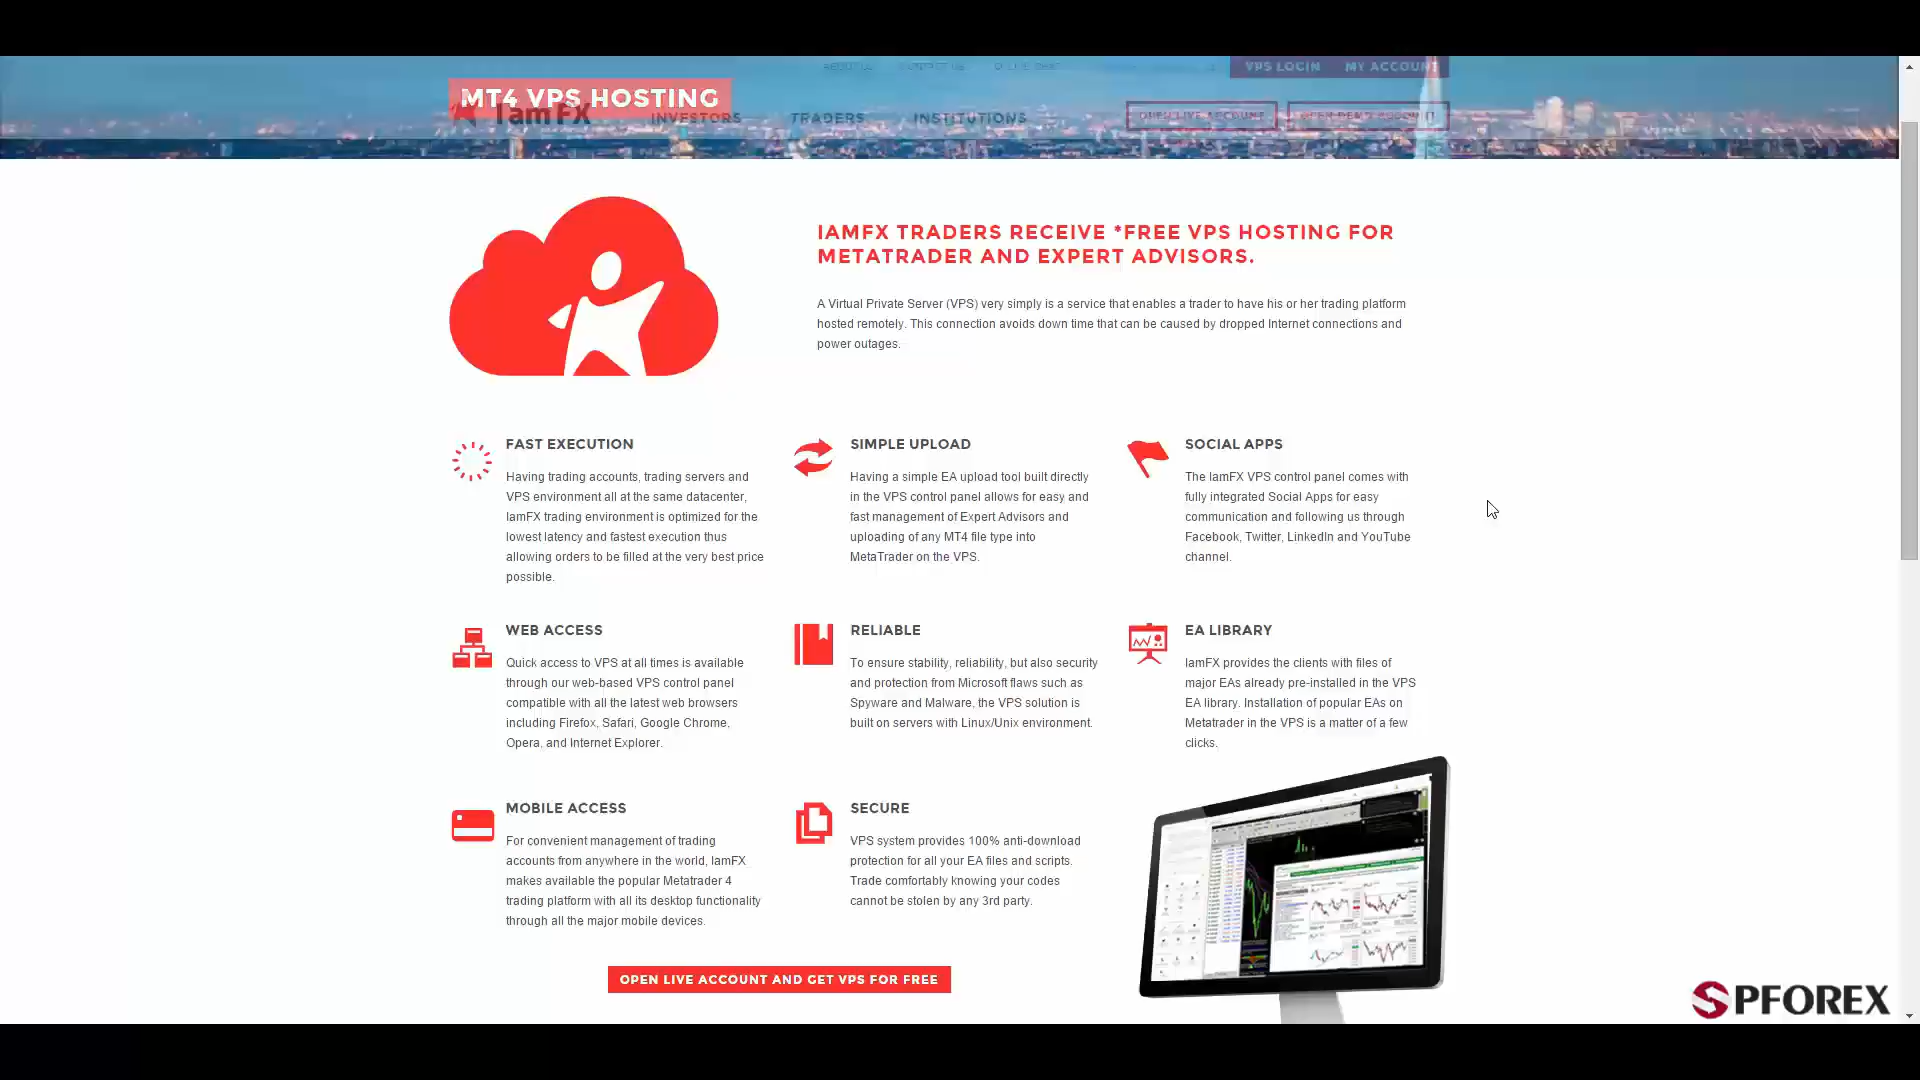 VPS LOGIN MY ACCOUNT
MT4 VPS HOSTING
IamFX INVESTORS TRADERS INSTITUTIONS OPEN LIVE ACCOUNT OPEN DEMO ACCOUNT
IAMFX TRADERS RECEIVE *FREE VPS HOSTING FOR
METATRADER AND EXPERT ADVISORS.
A Virtual Private Server (VPS) very simply is a service that enables a trader to have his or her trading platform
hosted remotely. This connection avoids down time that can be caused by dropped Internet connections and
power outages.
FAST EXECUTION
Having trading accounts, trading servers and
VPS environment all at the same datacenter,
IamFX trading environment is optimized for the
lowest latency and fastest execution thus
allowing orders to be filled at the very best price
possible.
SIMPLE UPLOAD
Having a simple EA upload tool built directly
in the VPS control panel allows for easy and
fast management of Expert Advisors and
uploading of any MT4 file type into
MetaTrader on the VPS.
SOCIAL APPS
The IamFX VPS control panel comes with
fully integrated Social Apps for easy
communication and following us through
Facebook, Twitter, LinkedIn and YouTube
channel.
WEB ACCESS
Quick access to VPS at all times is available
through our web-based VPS control panel
compatible with all the latest web browsers
including Firefox, Safari, Google Chrome,
Opera, and Internet Explorer.
RELIABLE
To ensure stability, reliability, but also security
and protection from Microsoft flaws such as
Spyware and Malware, the VPS solution is
built on servers with Linux/Unix environment.
EA LIBRARY
IamFX provides the clients with files of
major EAs already pre-installed in the VPS
EA library. Installation of popular EAs on
Metatrader in the VPS is a matter of a few
clicks.
MOBILE ACCESS
For convenient management of trading
accounts from anywhere in the world, IamFX
makes available the popular Metatrader 4
trading platform with all its desktop functionality
through all the major mobile devices.
SECURE
VPS system provides 100% anti-download
protection for all your EA files and scripts.
Trade comfortably knowing your codes
cannot be stolen by any 3rd party.
OPEN LIVE ACCOUNT AND GET VPS FOR FREE
SPFOREX